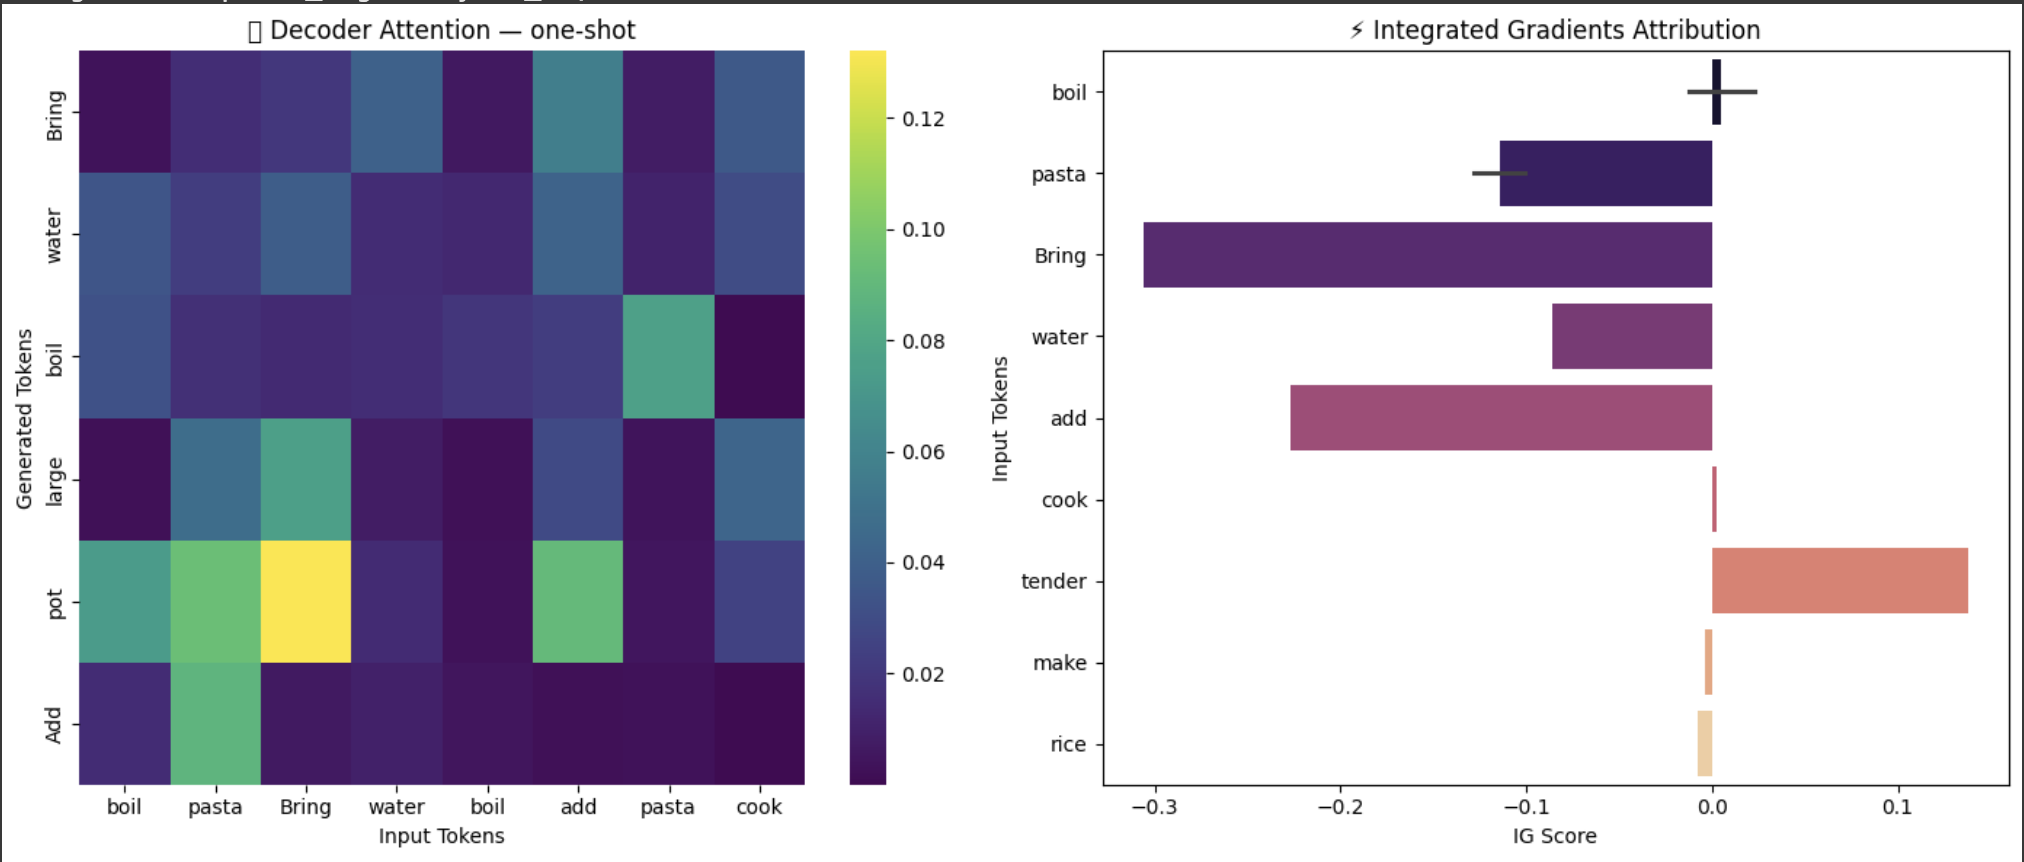 Decoder Attention — one-shot
Generated Tokens
Bring
water
boil
large
pot
Add
boil pasta Bring water boil add pasta cook
Input Tokens
0.12
0.10
0.08
0.06
0.04
0.02
⚡ Integrated Gradients Attribution
Input Tokens
boil
pasta
Bring
water
add
cook
tender
make
rice
−0.3 −0.2 −0.1 0.0 0.1
IG Score